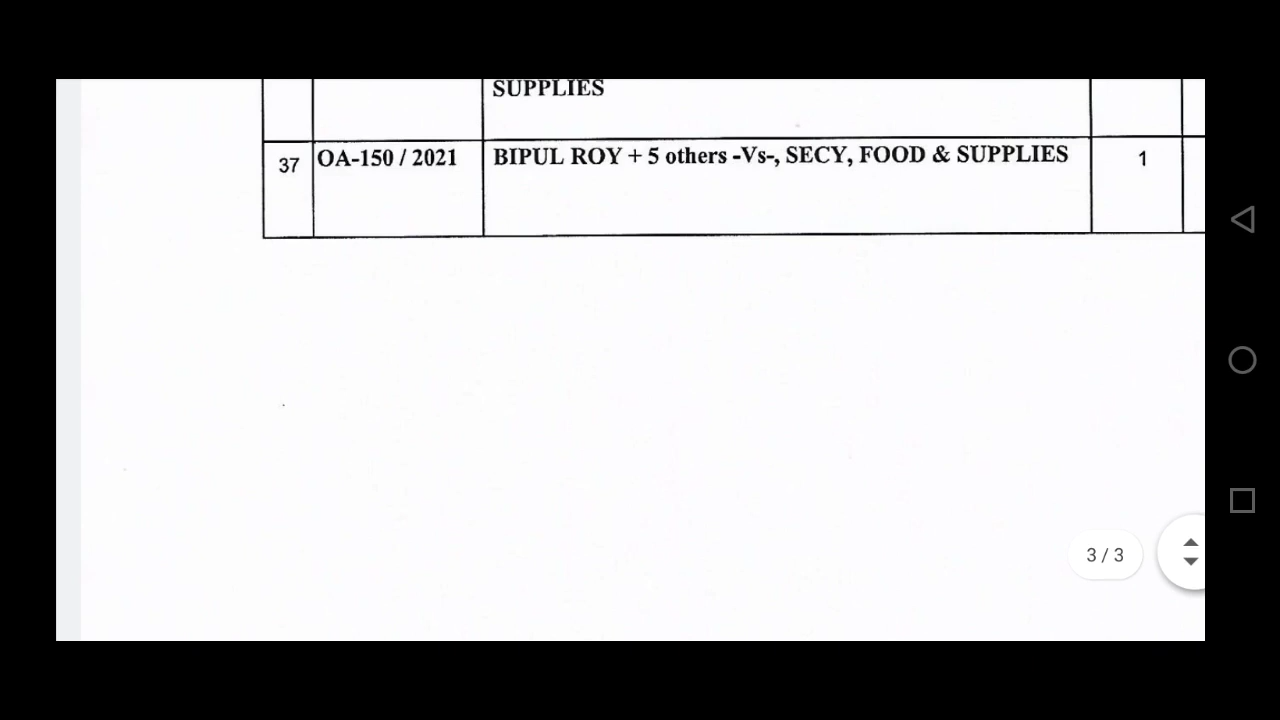 SUPPLIES
37 OA-150 / 2021 BIPUL ROY + 5 others -Vs-, SECY, FOOD & SUPPLIES 1
3 / 3